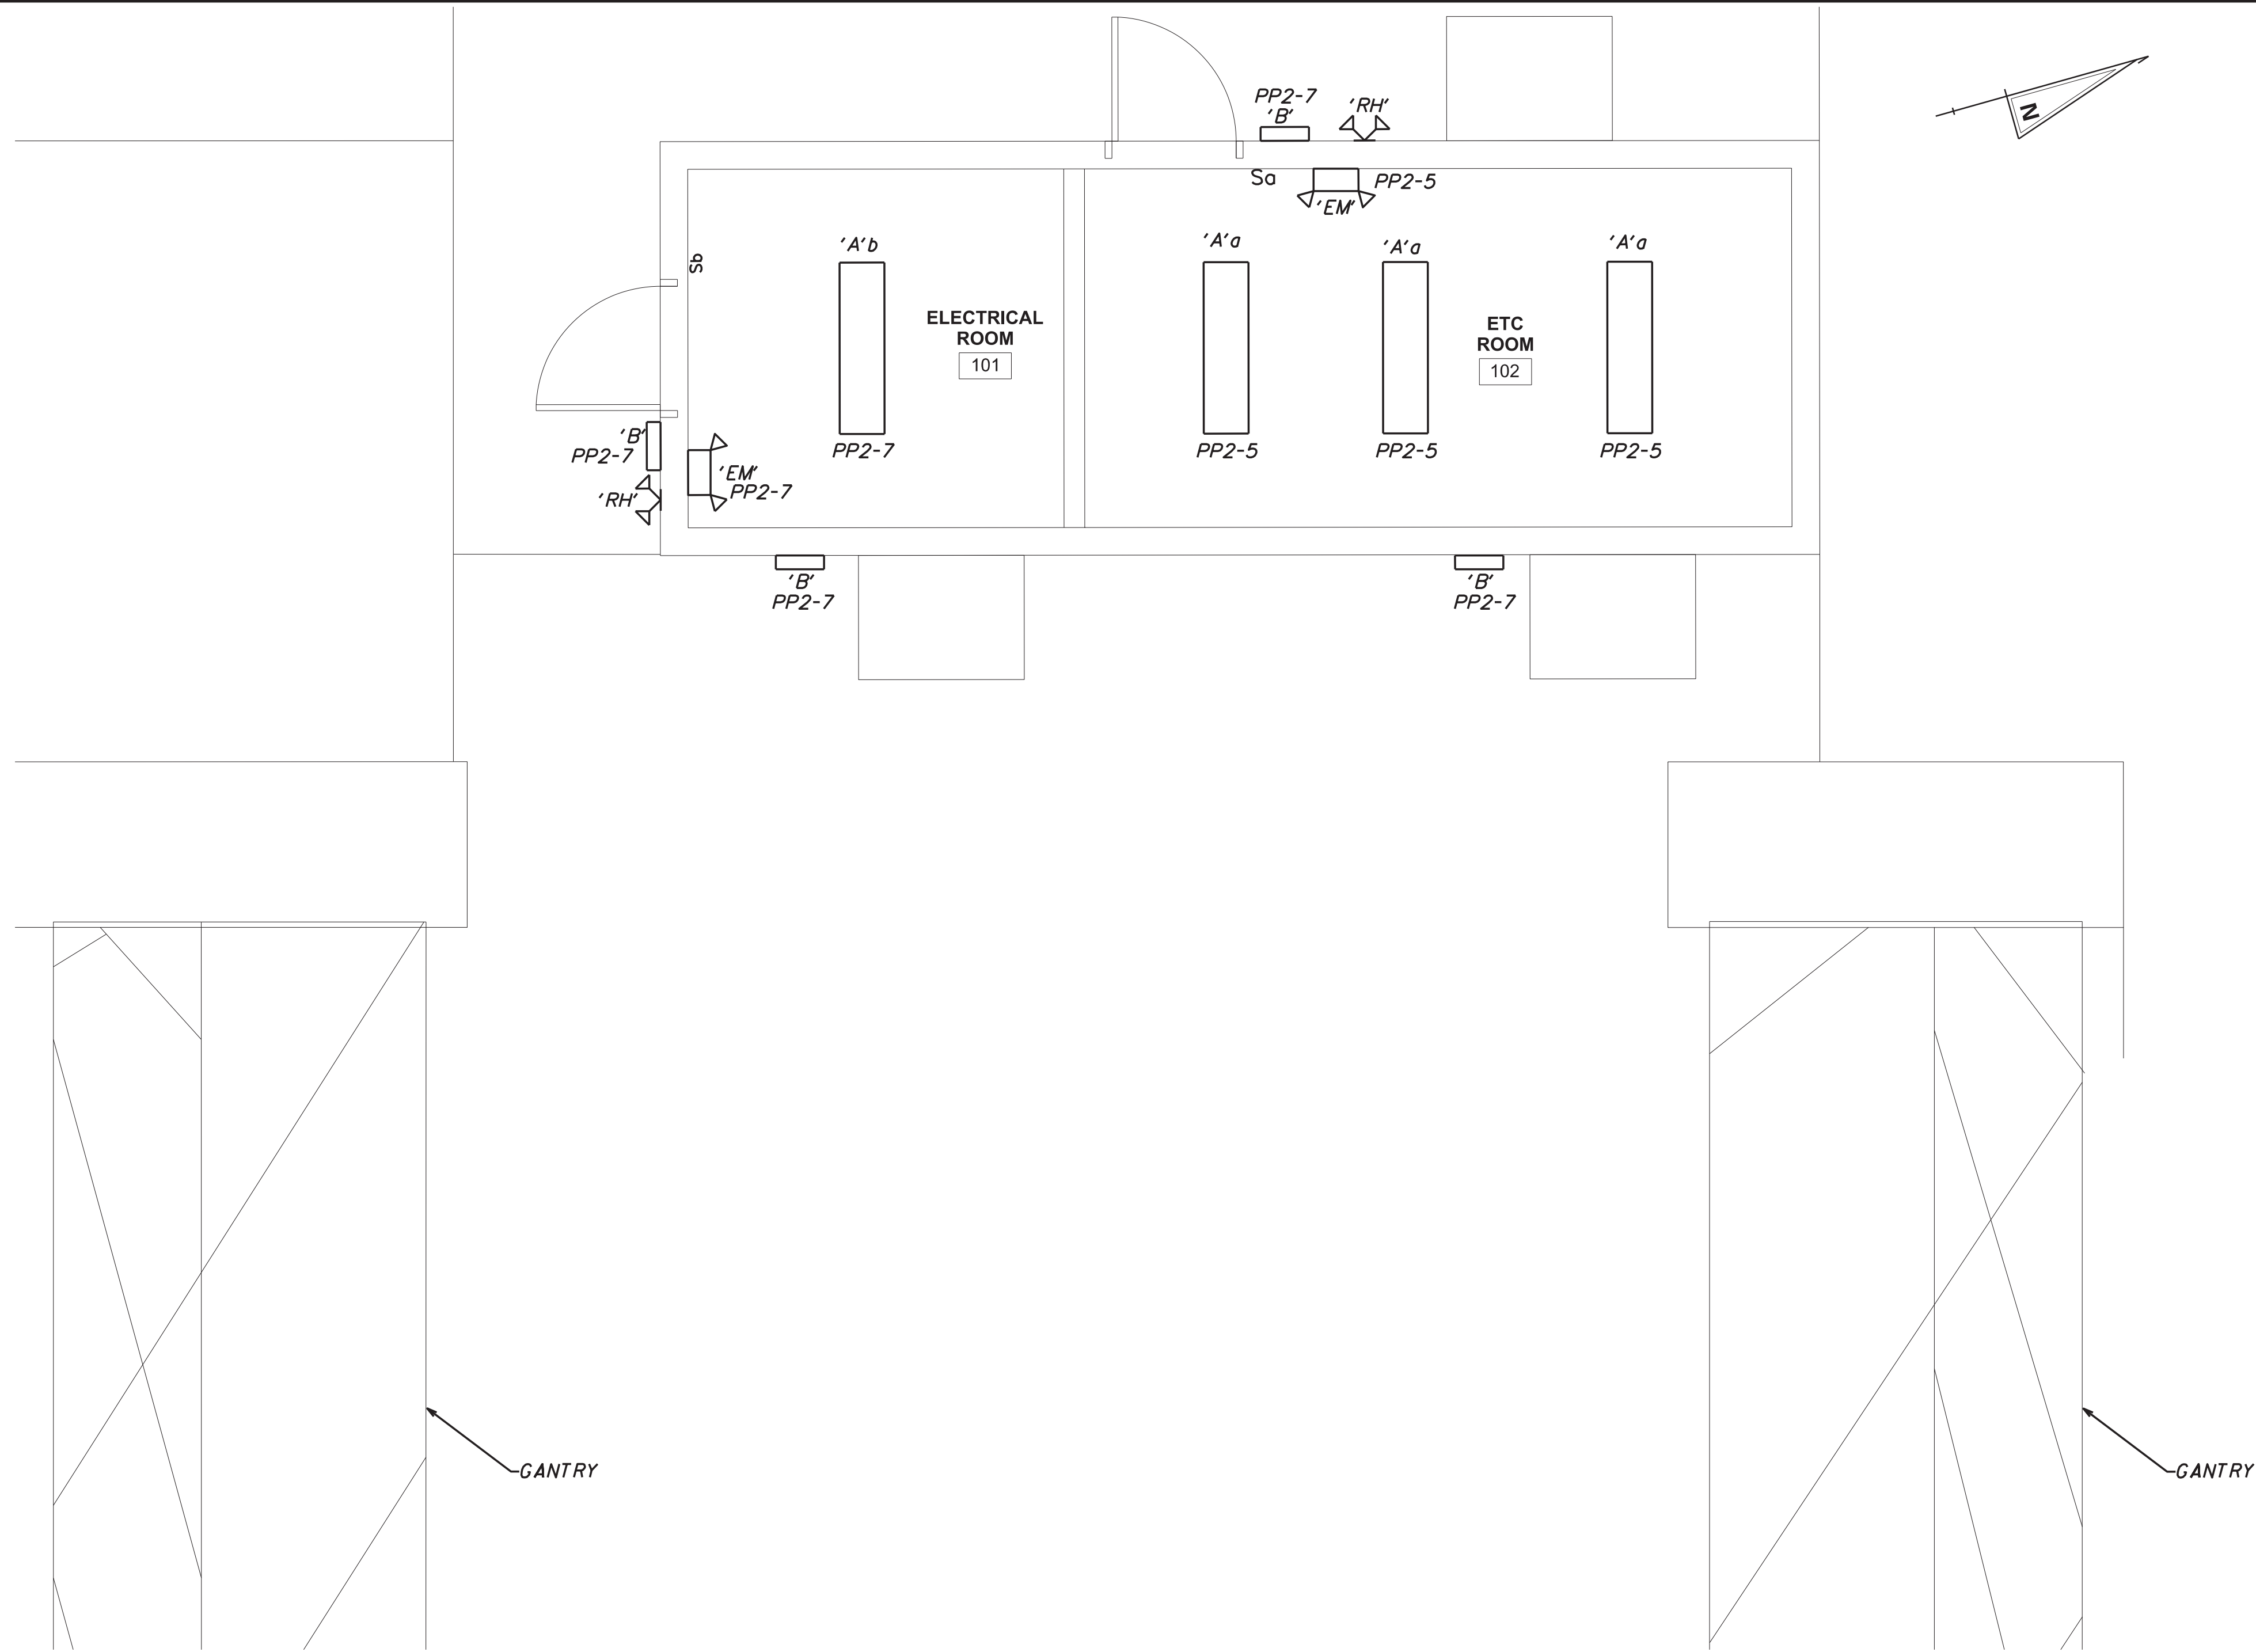 PP2-7
'B'
'RH'
N
Sa
PP2-5
'EM'
'A'b
'A'a
'A'a
'A'a
Sb
ELECTRICAL
ROOM
101
ETC
ROOM
102
'B'
PP2-7
'RH'
'EM'
PP2-7
PP2-7
PP2-5
PP2-5
PP2-5
'B'
PP2-7
'B'
PP2-7
GANTRY
GANTRY